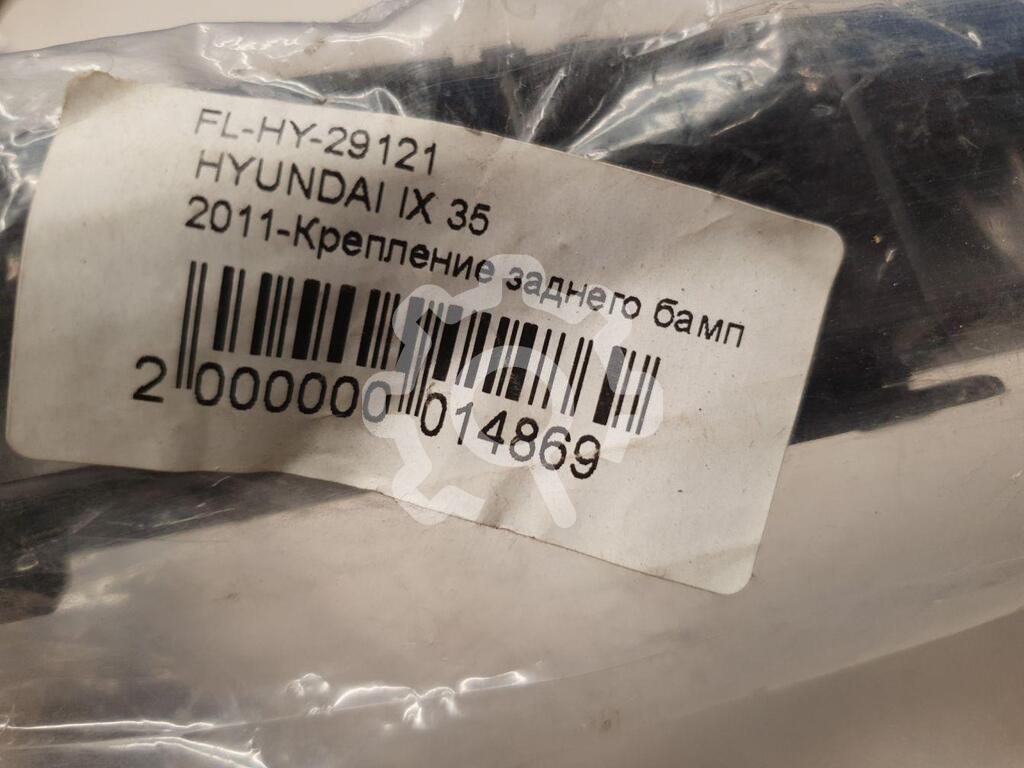 FL-HY-29121
HYUNDAI IX 35
2011-Крепление заднего бамп
2 000000 014869